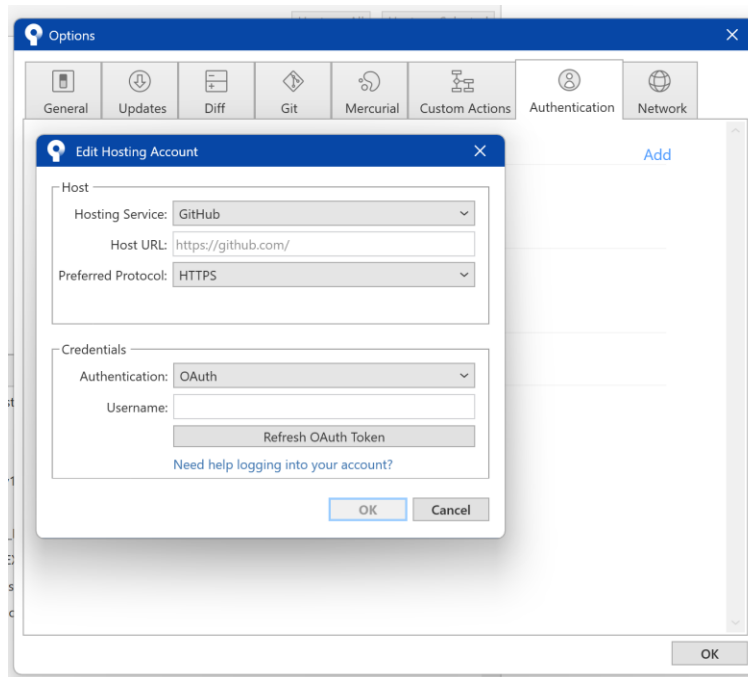 Options
General
Updates
Diff
Git
Mercurial
Custom Actions
Authentication
Network
Add
Edit Hosting Account
Host
Hosting Service: GitHub
Host URL: https://github.com/
Preferred Protocol: HTTPS
Credentials
Authentication: OAuth
Username:
Refresh OAuth Token
Need help logging into your account?
OK
Cancel
OK